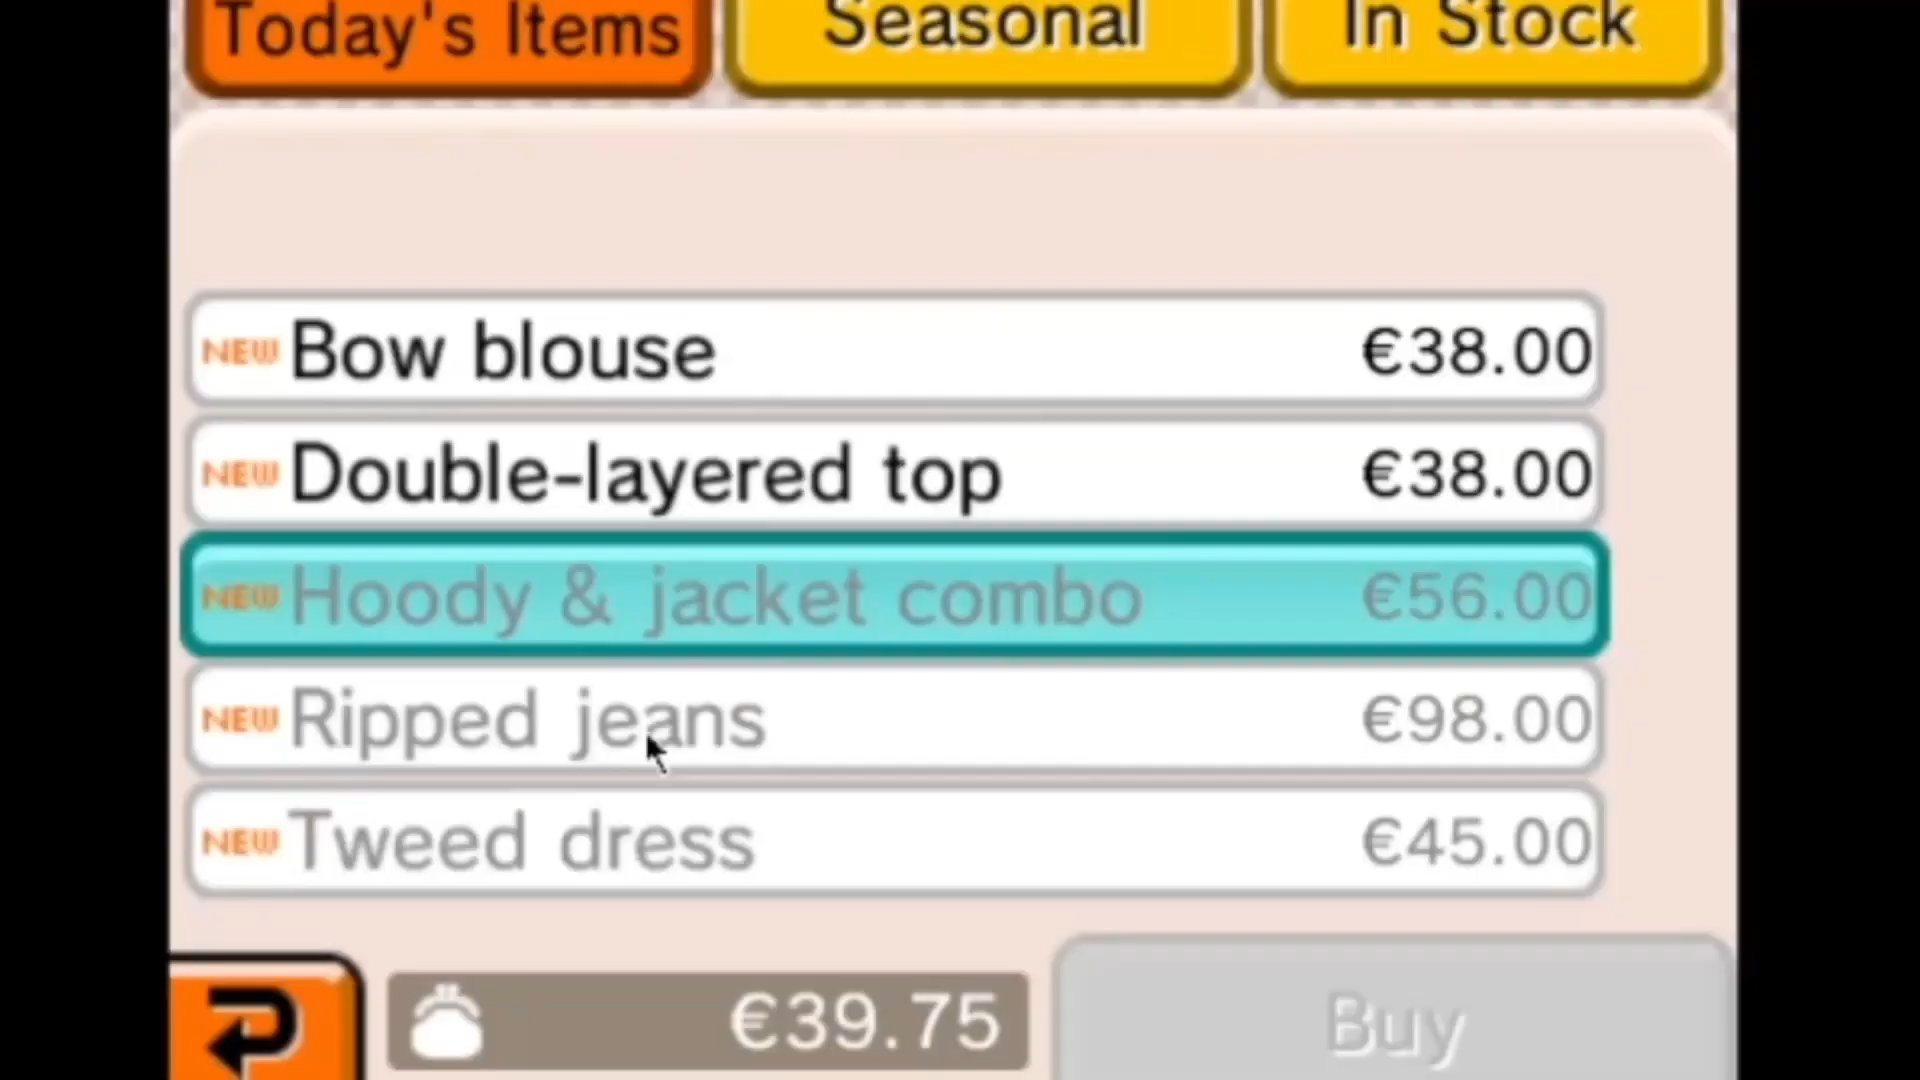 Today's Items Seasonal In Stock
NEW Bow blouse €38.00
NEW Double-layered top €38.00
NEW Hoody & jacket combo €56.00
NEW Ripped jeans €98.00
NEW Tweed dress €45.00
€39.75 Buy